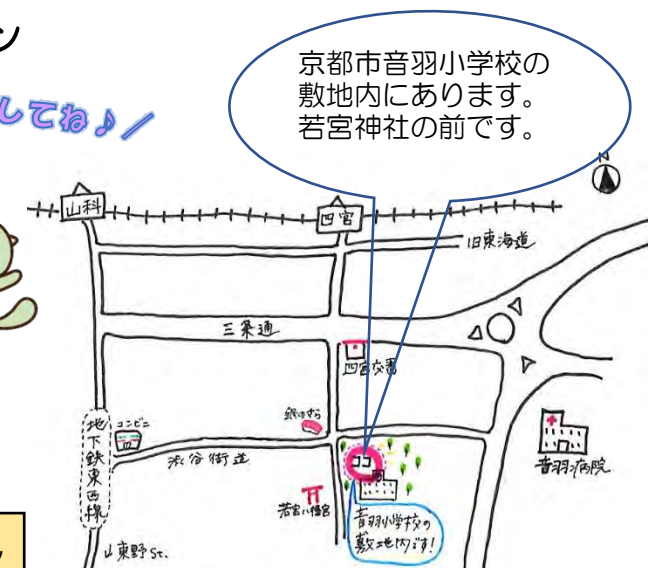 ン
してね♪／
京都市音羽小学校の
敷地内にあります。
若宮神社の前です。
N
山科
四宮
旧東海道
三条通
四宮交番
銀のすら
コンビニ
渋谷街道
ココ
地下鉄東西線
音羽病院
若宮八幡宮
音羽小学校の
敷地内です!
東野St.